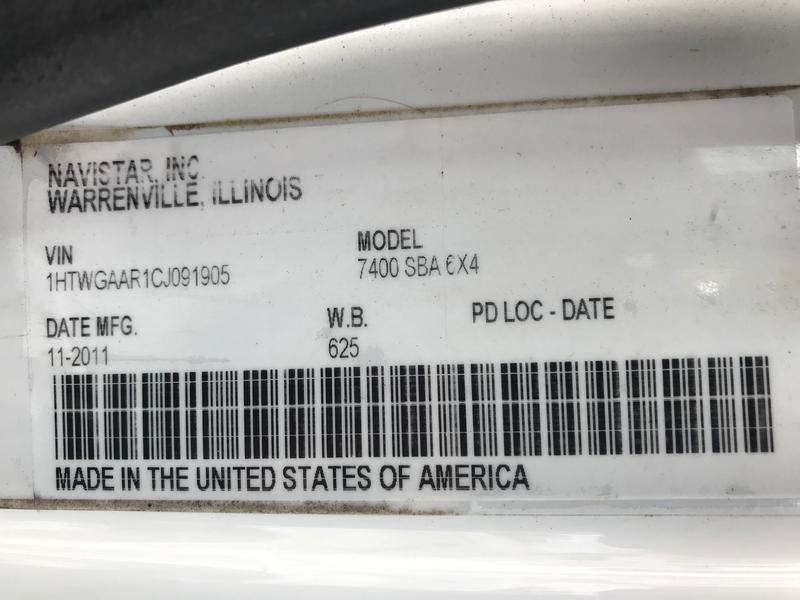 NAVISTAR, INC.
WARRENVILLE, ILLINOIS
VIN MODEL
1HTWGAAR1CJ091905 7400 SBA 6X4
DATE MFG. W.B. PD LOC - DATE
11-2011 625
MADE IN THE UNITED STATES OF AMERICA